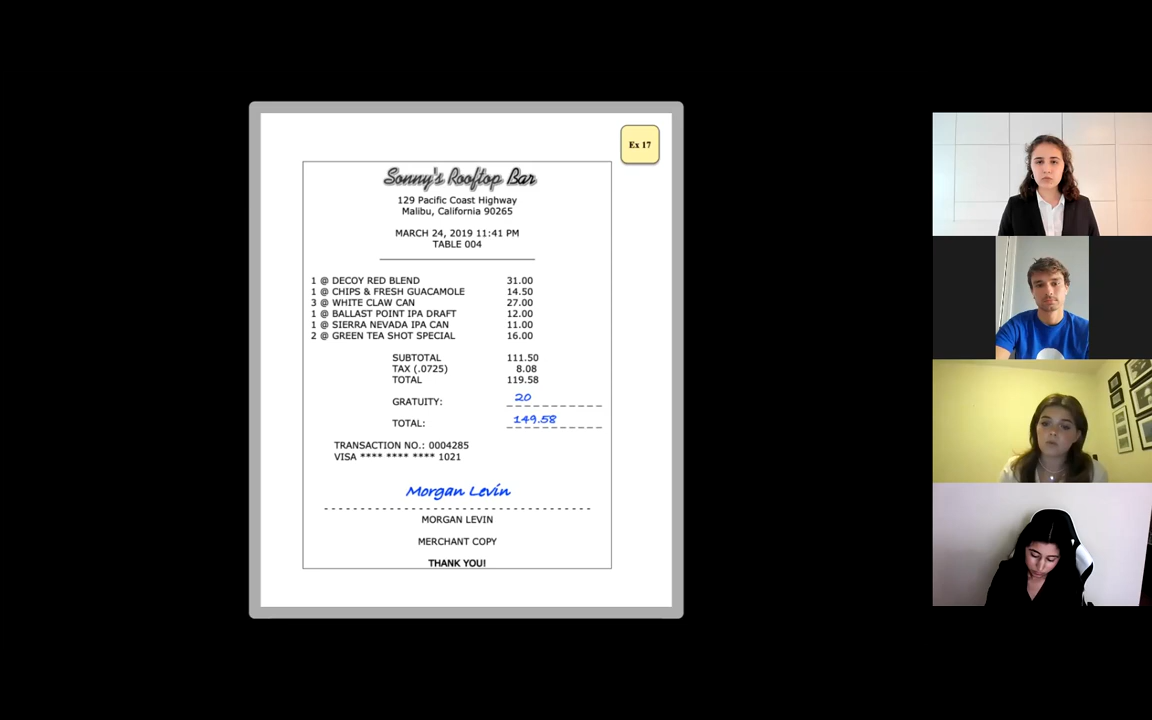 Ex 17
Sonny's Rooftop Bar
129 Pacific Coast Highway
Malibu, California 90265
MARCH 24, 2019 11:41 PM
TABLE 004
1 @ DECOY RED BLEND 31.00
1 @ CHIPS & FRESH GUACAMOLE 14.50
3 @ WHITE CLAW CAN 27.00
1 @ BALLAST POINT IPA DRAFT 12.00
1 @ SIERRA NEVADA IPA CAN 11.00
2 @ GREEN TEA SHOT SPECIAL 16.00
SUBTOTAL 111.50
TAX (.0725) 8.08
TOTAL 119.58
GRATUITY: 20
TOTAL: 149.58
TRANSACTION NO.: 0004285
VISA **** **** **** 1021
Morgan Levin
MORGAN LEVIN
MERCHANT COPY
THANK YOU!